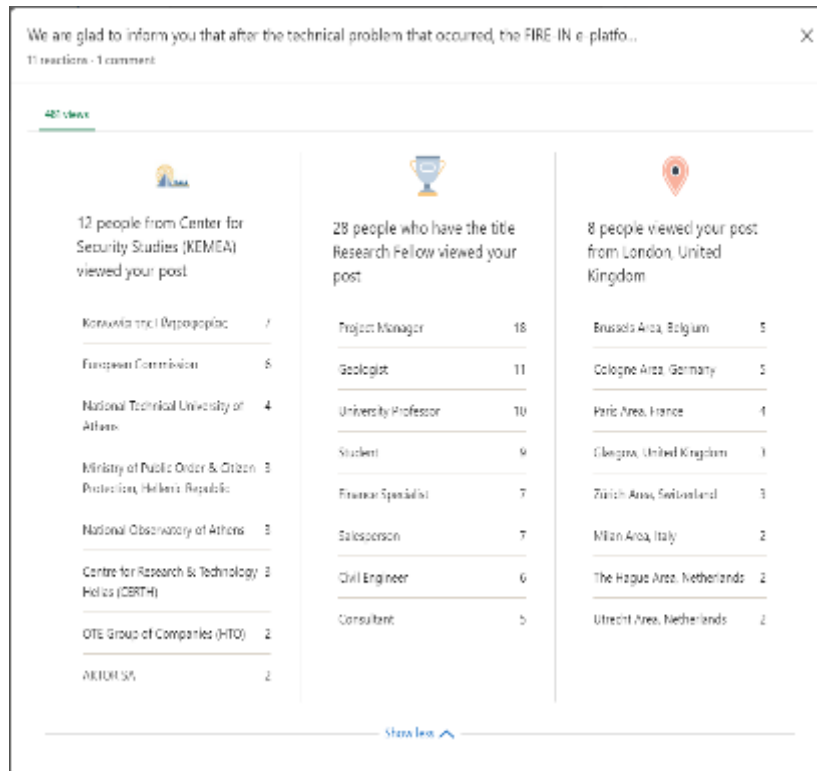 We are glad to inform you that after the technical problem that occurred, the FIRE-IN e-platfo...
11 reactions · 1 comment
481 views
12 people from Center for
Security Studies (KEMEA)
viewed your post
Κοινωνία της Πληροφορίας 7
European Commission 6
National Technical University of 4
Athens
Ministry of Public Order & Citizen 3
Protection, Hellenic Republic
National Observatory of Athens 3
Centre for Research & Technology 3
Hellas (CERTH)
OTE Group of Companies (HTO) 2
AKTOR SA 2
28 people who have the title
Research Fellow viewed your
post
Project Manager 18
Geologist 11
University Professor 10
Student 9
Finance Specialist 7
Salesperson 7
Civil Engineer 6
Consultant 5
8 people viewed your post
from London, United
Kingdom
Brussels Area, Belgium 5
Cologne Area, Germany 5
Paris Area, France 4
Glasgow, United Kingdom 3
Zürich Area, Switzerland 3
Milan Area, Italy 2
The Hague Area, Netherlands 2
Utrecht Area, Netherlands 2
Show less